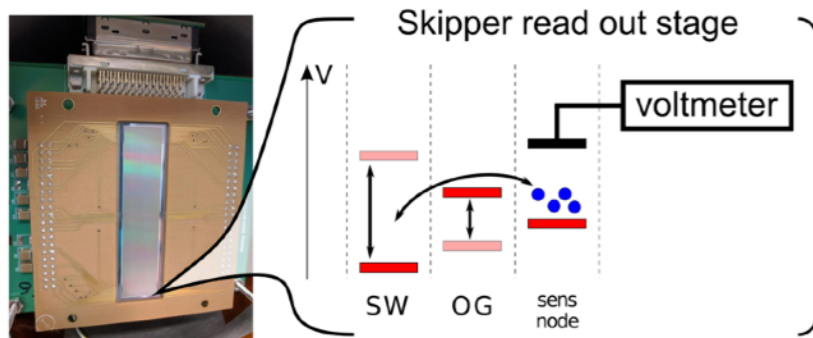 Skipper read out stage
V
voltmeter
SW
OG
sens
node